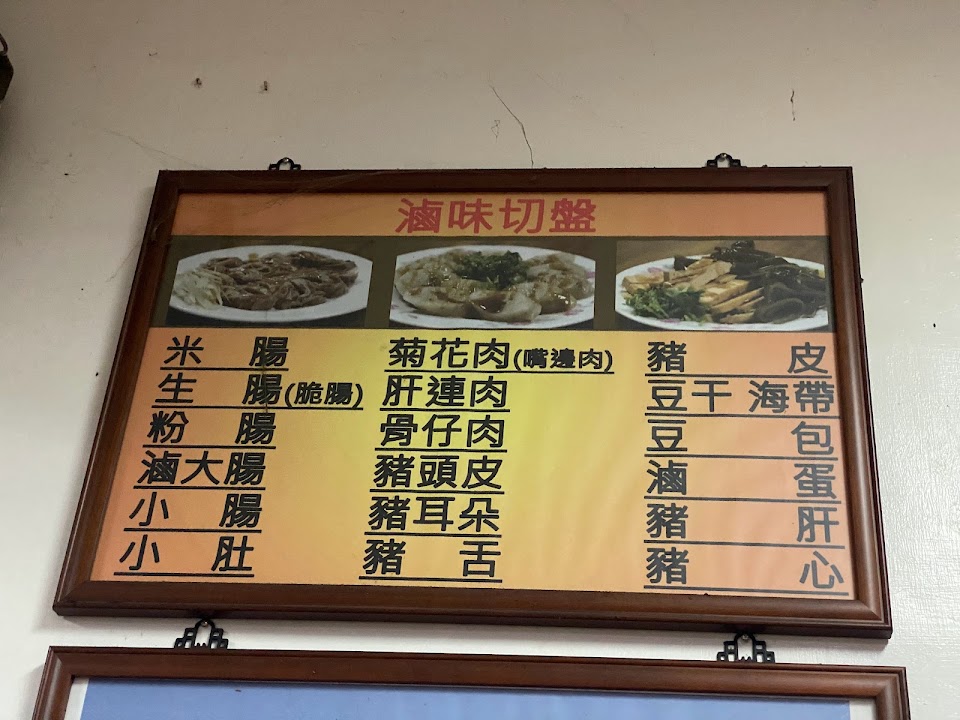 滷味切盤
米腸
生腸(脆腸)
粉腸
滷大腸
小腸
小肚
菊花肉(嘴邊肉)
肝連肉
骨仔肉
豬頭皮
豬耳朵
豬舌
豬皮
豆干 海帶
豆包
滷蛋
豬肝
豬心